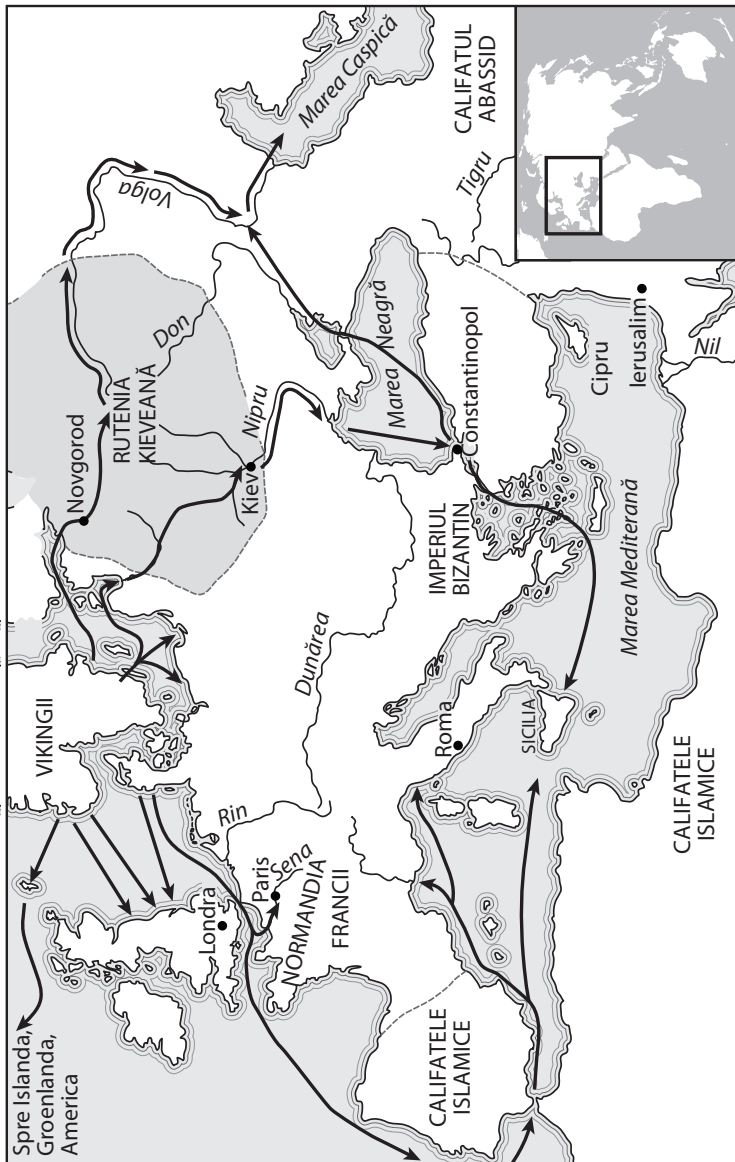 Spre Islanda,
Groenlanda,
America
VIKINGII
Novgorod
RUTENIA
KIEVEANĂ
Volga
Don
Nipru
Kiev
Londra
Rin
Paris
Sena
NORMANDIA
FRANCII
Dunărea
Marea Neagră
Marea Caspică
CALIFATUL
ABASSID
Tigru
Constantinopol
IMPERIUL
BIZANTIN
Roma
SICILIA
Cipru
Ierusalim
Nil
Marea Mediterană
CALIFATELE
ISLAMICE
CALIFATELE
ISLAMICE